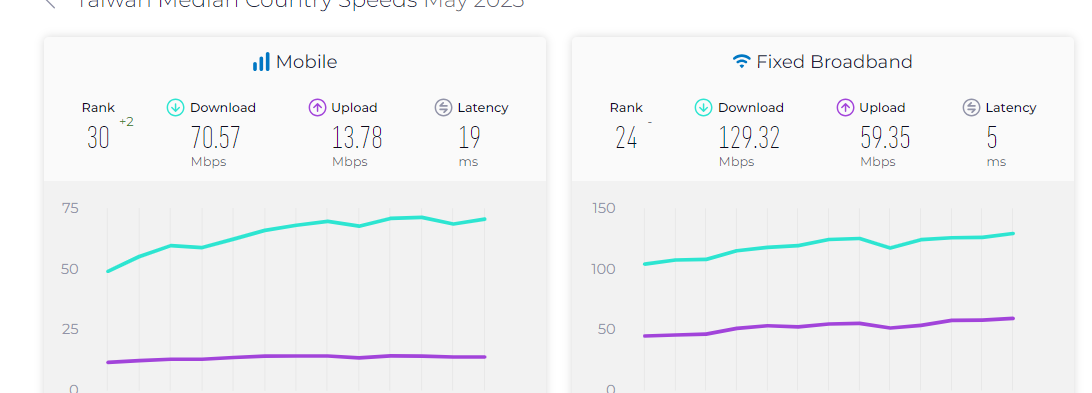 Taiwan Median Country Speeds May 2023
Mobile
Rank Download Upload Latency
30 +2 70.57 13.78 19
Mbps Mbps ms
75
50
25
0
Fixed Broadband
Rank Download Upload Latency
24 - 129.32 59.35 5
Mbps Mbps ms
150
100
50
0